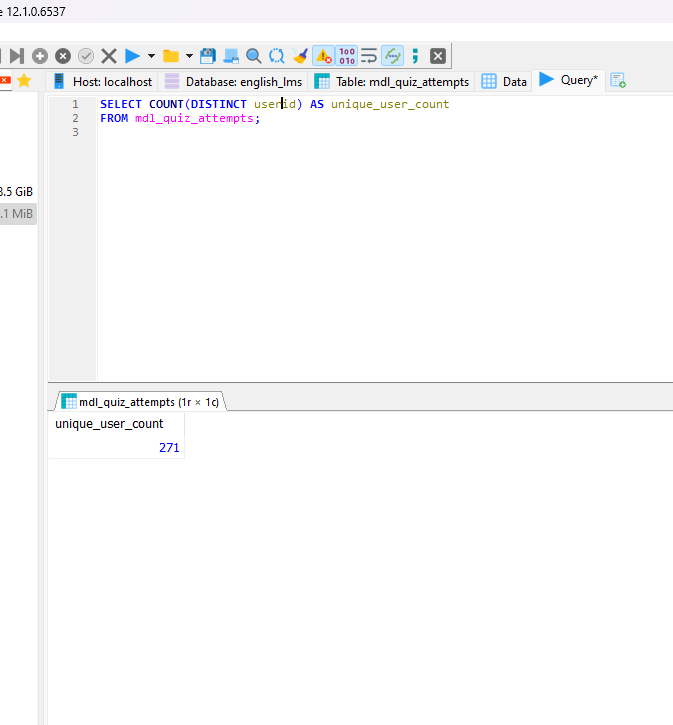 12.1.0.6537
Host: localhost Database: english_lms Table: mdl_quiz_attempts Data Query*
1 SELECT COUNT(DISTINCT userid) AS unique_user_count
2 FROM mdl_quiz_attempts;
3
3.5 GiB
.1 MiB
mdl_quiz_attempts (1r × 1c)
unique_user_count
271